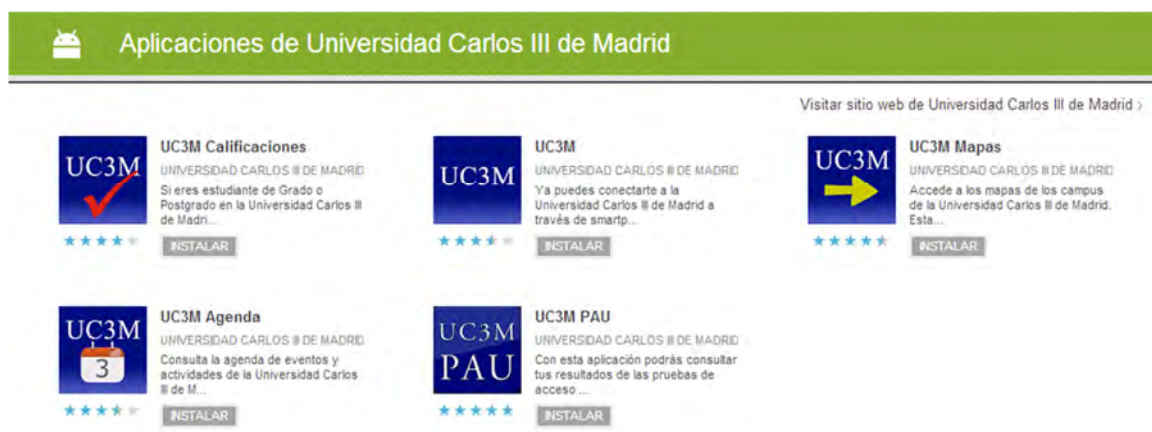 Aplicaciones de Universidad Carlos III de Madrid
Visitar sitio web de Universidad Carlos III de Madrid ›
UC3M
UC3M Calificaciones
UNIVERSIDAD CARLOS III DE MADRID
Si eres estudiante de Grado o
Postgrado en la Universidad Carlos III
de Madri...
INSTALAR
UC3M
UC3M
UNIVERSIDAD CARLOS III DE MADRID
Ya puedes conectarte a la
Universidad Carlos III de Madrid a
través de smartp...
INSTALAR
UC3M
UC3M Mapas
UNIVERSIDAD CARLOS III DE MADRID
Accede a los mapas de los campus
de la Universidad Carlos III de Madrid.
Esta...
INSTALAR
UC3M
3
UC3M Agenda
UNIVERSIDAD CARLOS III DE MADRID
Consulta la agenda de eventos y
actividades de la Universidad Carlos
III de M...
INSTALAR
UC3M
PAU
UC3M PAU
UNIVERSIDAD CARLOS III DE MADRID
Con esta aplicación podrás consultar
tus resultados de las pruebas de
acceso ...
INSTALAR